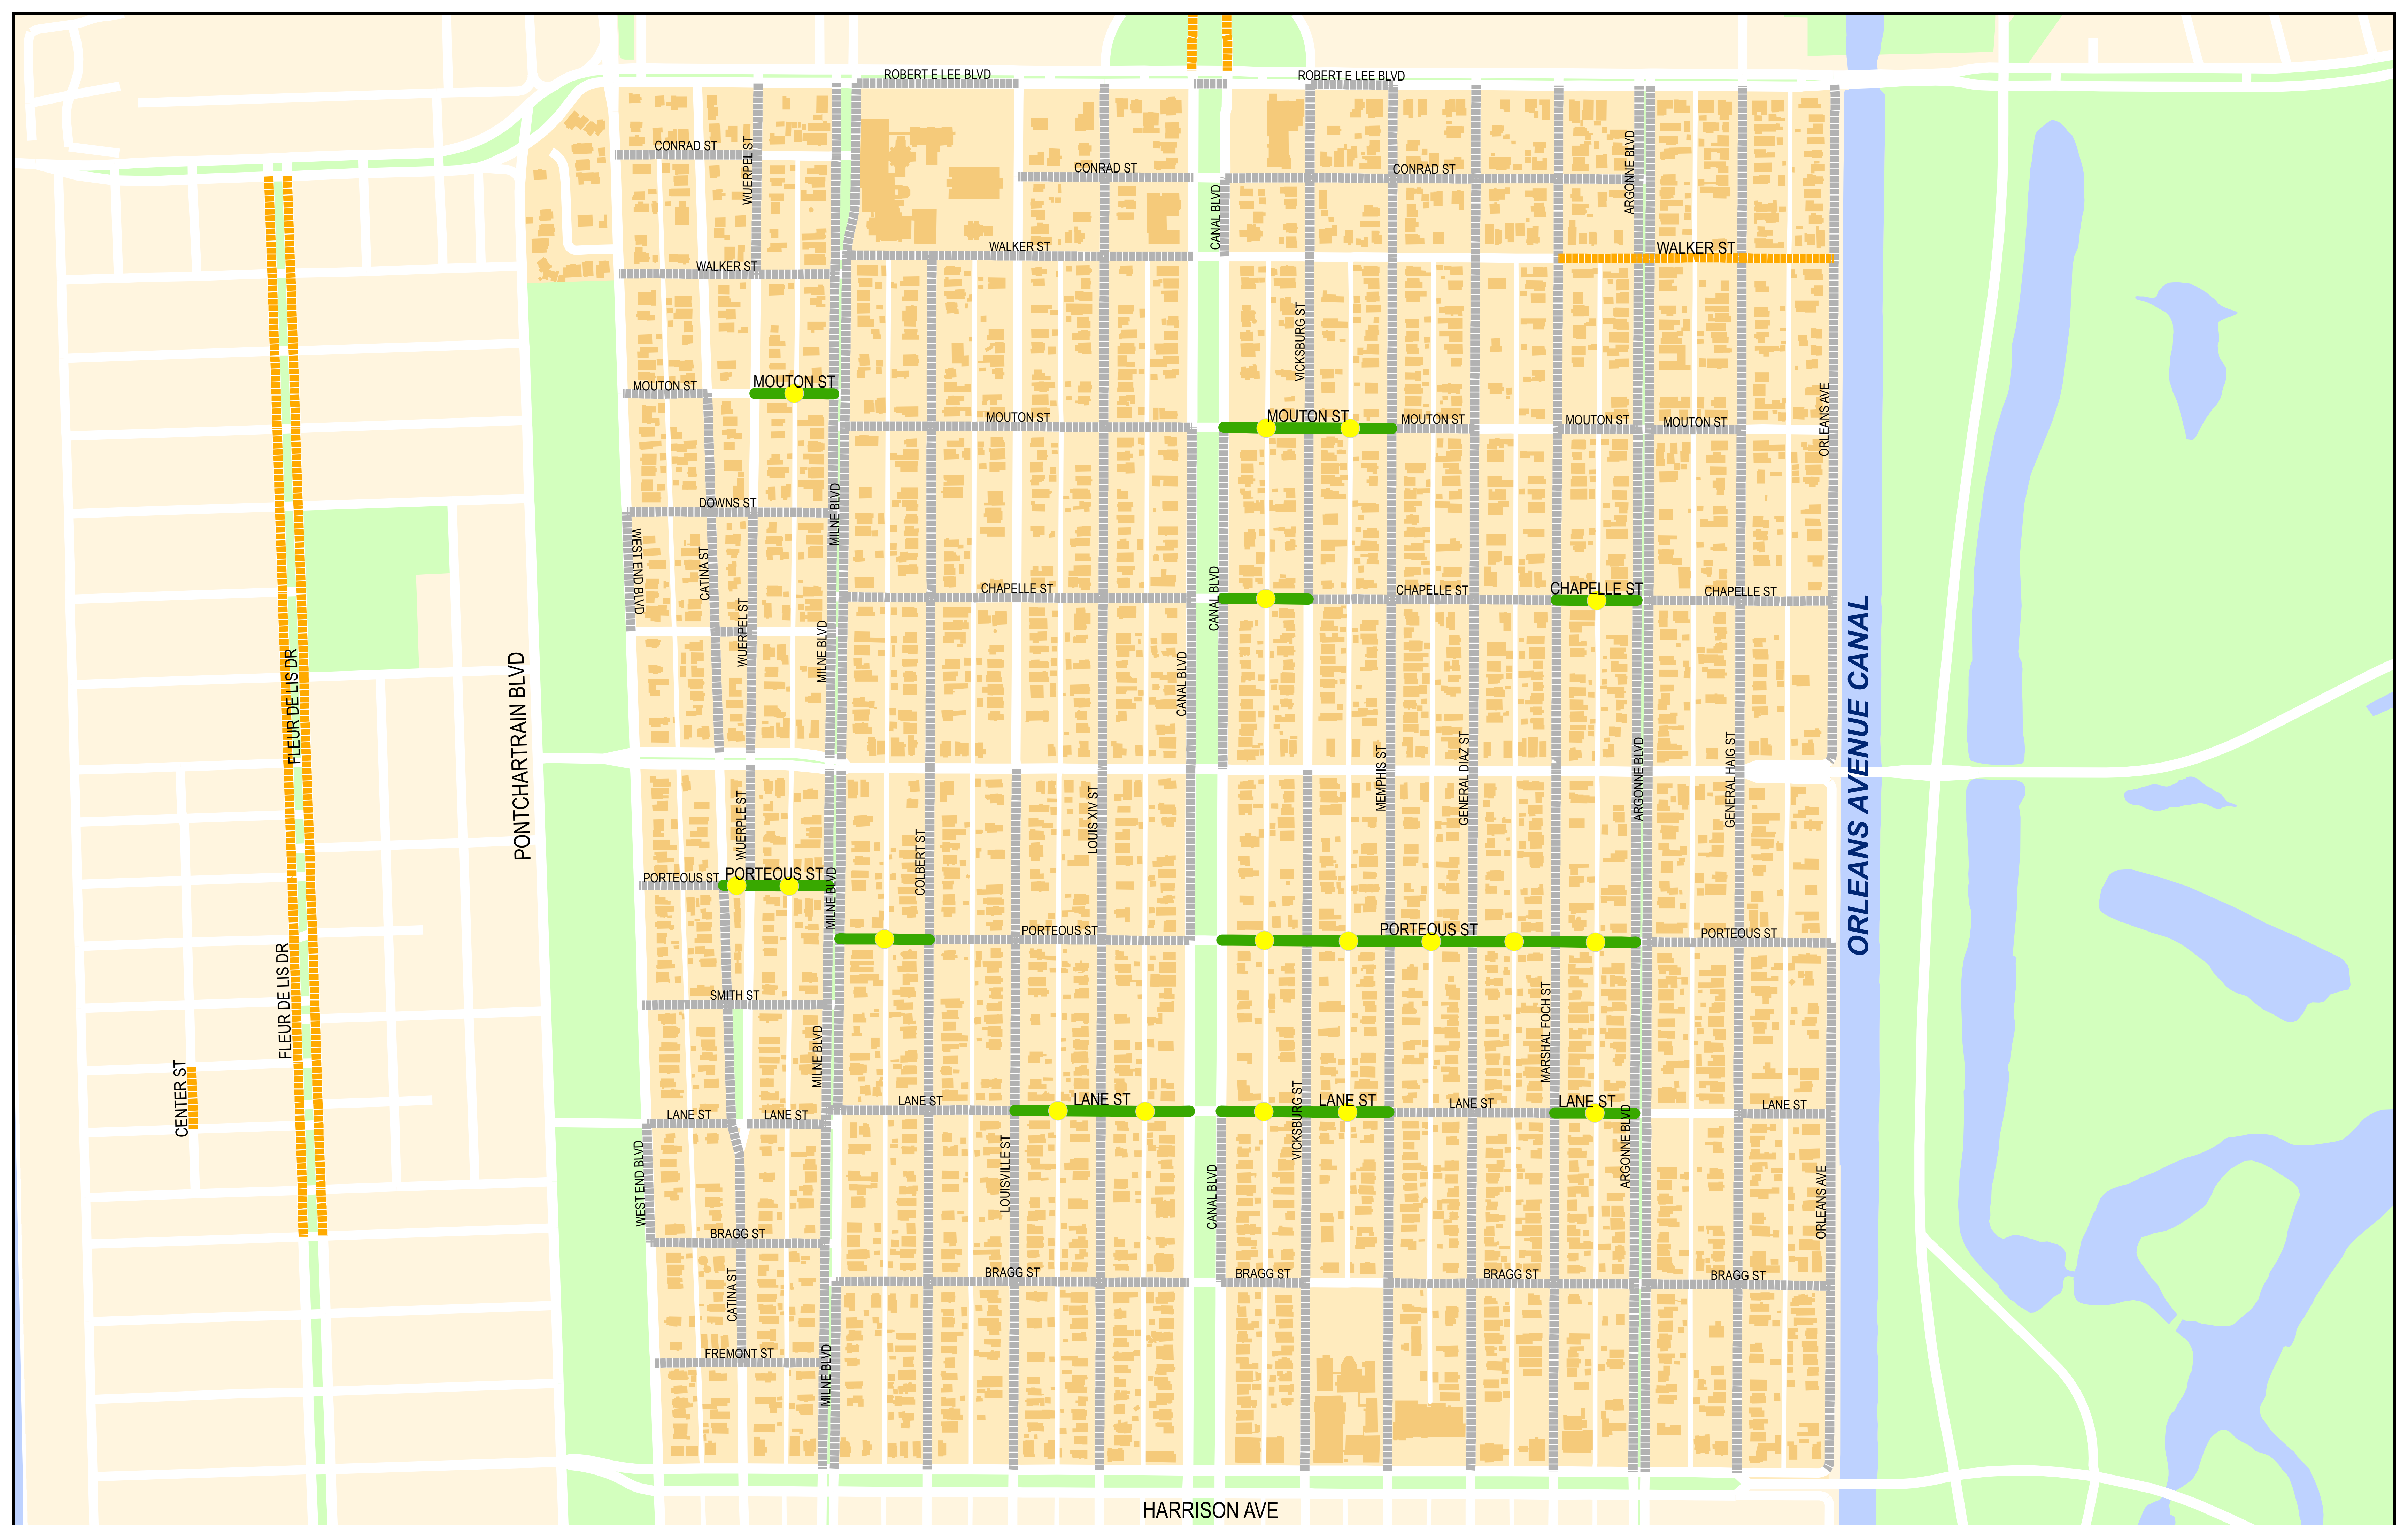 ROBERT E LEE BLVD
ROBERT E LEE BLVD
CONRAD ST
WUERPEL ST
CONRAD ST
CONRAD ST
ARGONNE BLVD
CANAL BLVD
WALKER ST
WALKER ST
WALKER ST
VICKSBURG ST
MOUTON ST
MOUTON ST
MOUTON ST
MOUTON ST
MOUTON ST
MOUTON ST
MOUTON ST
ORLEANS AVE
DOWNS ST
MILNE BLVD
WEST END BLVD
CATINA ST
CHAPELLE ST
CANAL BLVD
CHAPELLE ST
CHAPELLE ST
CHAPELLE ST
WUERPEL ST
MILNE BLVD
FLEUR DE LIS DR
PONTCHARTRAIN BLVD
CANAL BLVD
ORLEANS AVENUE CANAL
MEMPHIS ST
GENERAL DIAZ ST
ARGONNE BLVD
GENERAL HAIG ST
WUERPLE ST
COLBERT ST
LOUIS XIV ST
PORTEOUS ST
PORTEOUS ST
MILNE BLVD
PORTEOUS ST
PORTEOUS ST
PORTEOUS ST
FLEUR DE LIS DR
SMITH ST
MARSHAL FOCH ST
CENTER ST
MILNE BLVD
LANE ST
LANE ST
LANE ST
LANE ST
VICKSBURG ST
LANE ST
LANE ST
LANE ST
ARGONNE BLVD
LANE ST
WEST END BLVD
LOUISVILLE ST
CANAL BLVD
ORLEANS AVE
BRAGG ST
BRAGG ST
BRAGG ST
BRAGG ST
BRAGG ST
CATINA ST
FREMONT ST
MILNE BLVD
HARRISON AVE